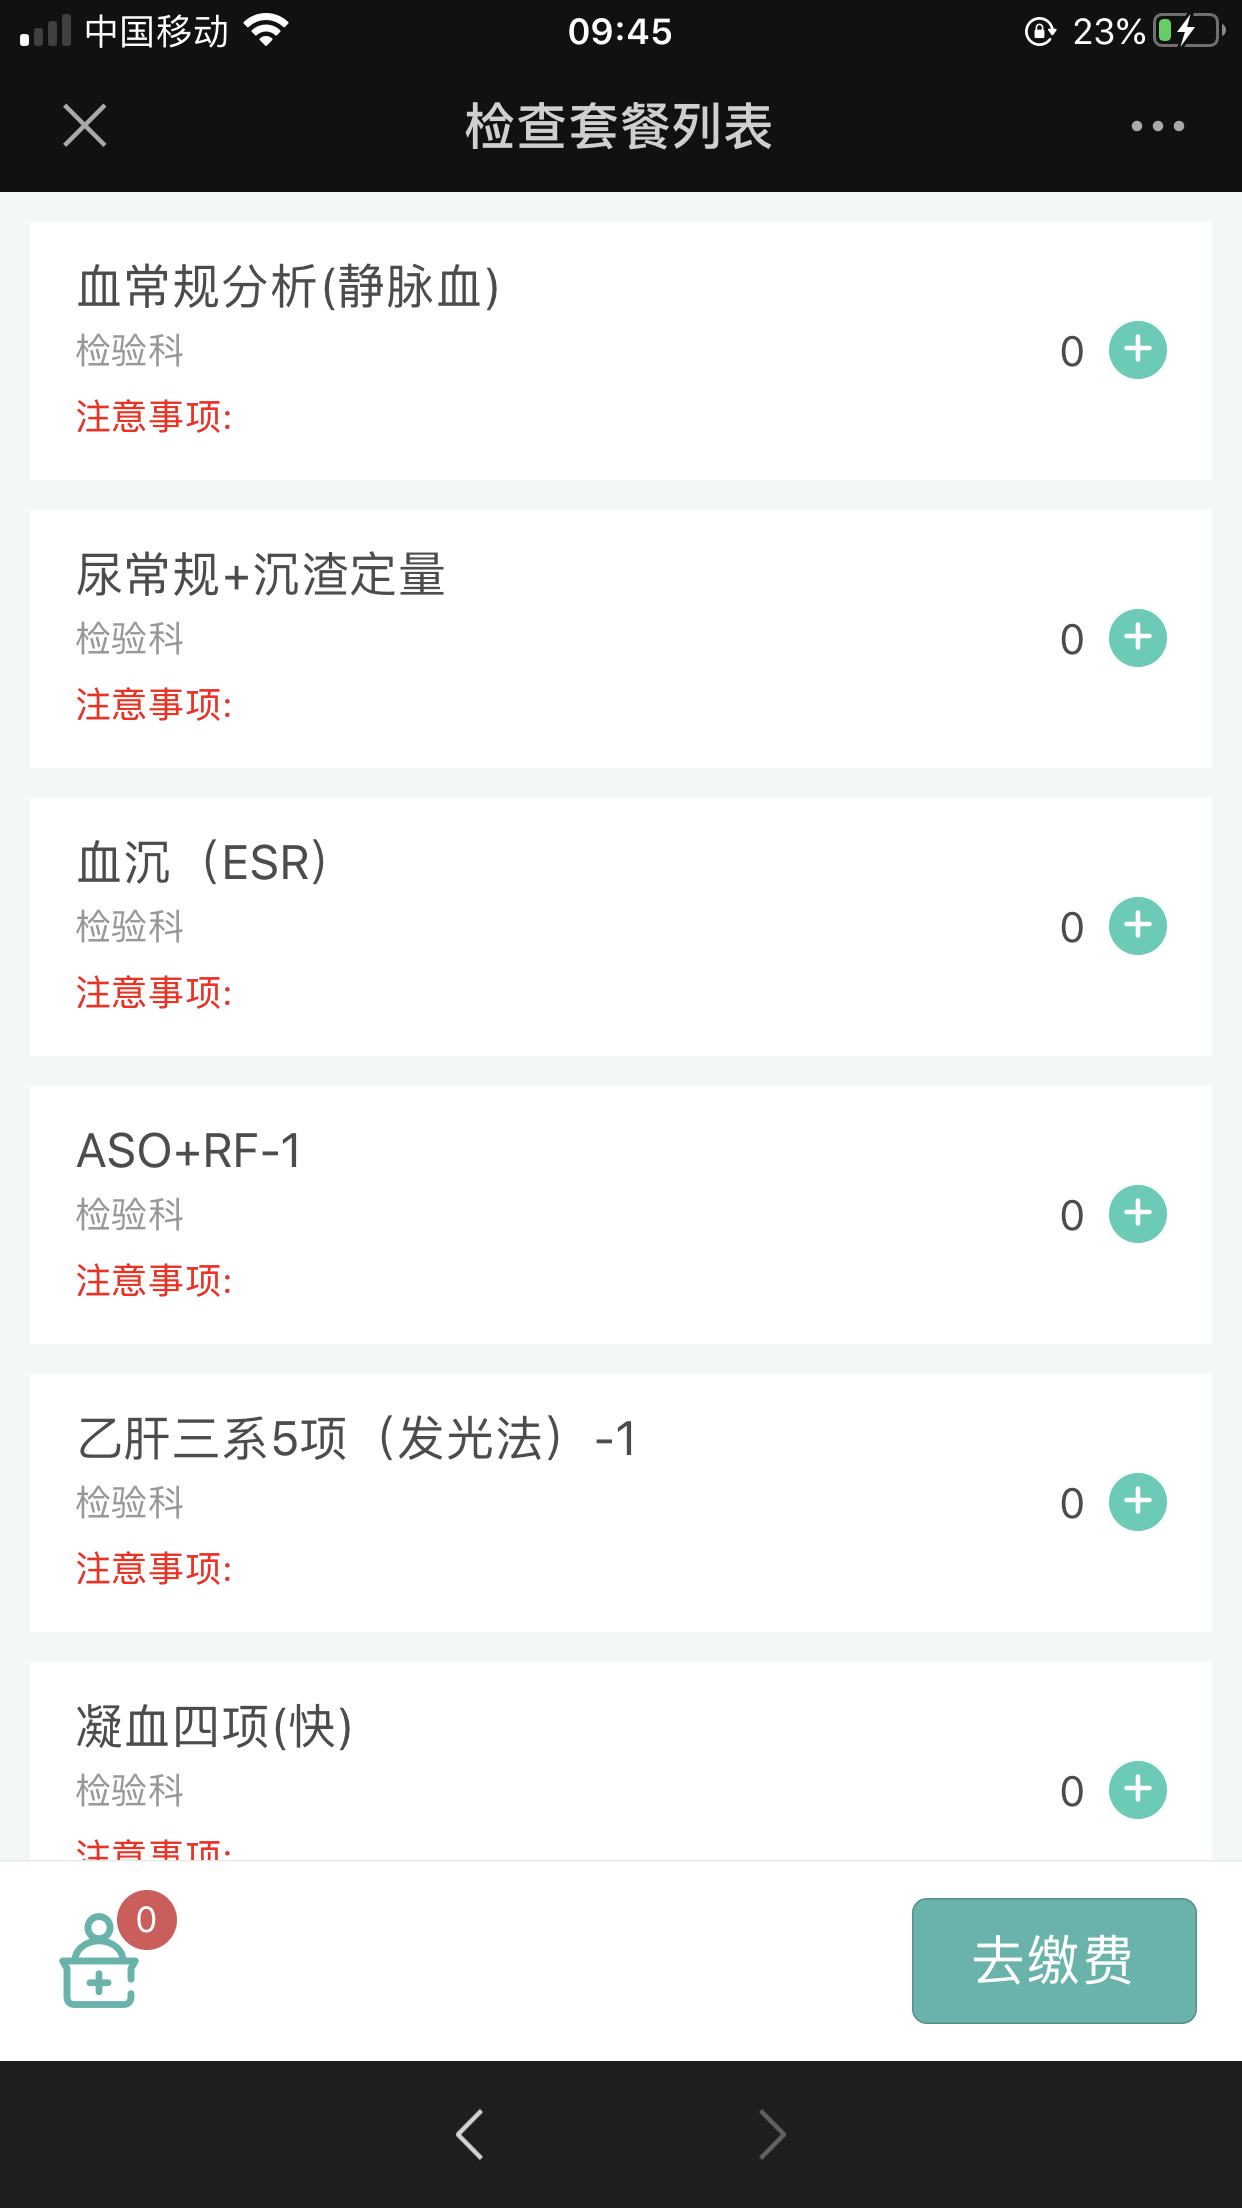 中国移动 09:45 23%
检查套餐列表
血常规分析(静脉血)
检验科
0
注意事项:
尿常规+沉渣定量
检验科
0
注意事项:
血沉（ESR）
检验科
0
注意事项:
ASO+RF-1
检验科
0
注意事项:
乙肝三系5项（发光法）-1
检验科
0
注意事项:
凝血四项(快)
检验科
0
注意事项:
0
去缴费